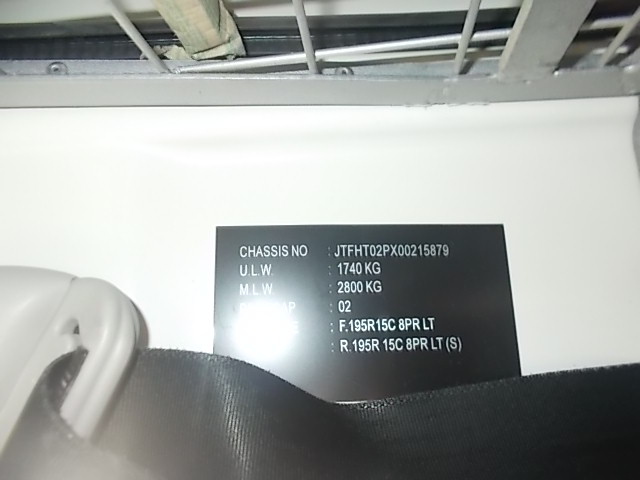 CHASSIS NO : JTFHT02PX00215879
U.L.W. : 1740 KG
M.L.W : 2800 KG
: 02
: F.195R15C 8PR LT
: R.195R 15C 8PR LT (S)